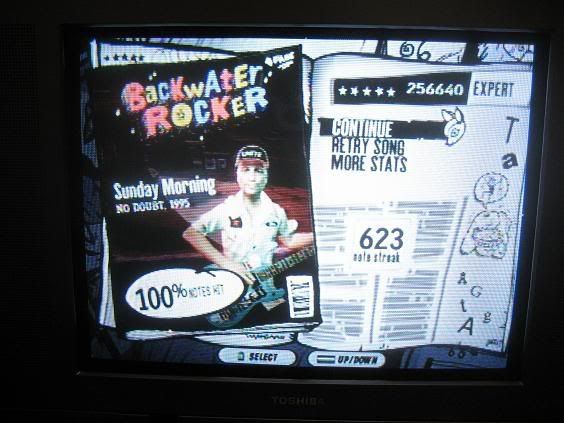 BACKWATER
ROCKER
★★★★★ 256640 EXPERT
CONTINUE
RETRY SONG
MORE STATS
Sunday Morning
NO DOUBT, 1995
623
note streak
100% NOTES HIT
T
a
A
G
t
g
A
SELECT
UP/DOWN
TOSHIBA